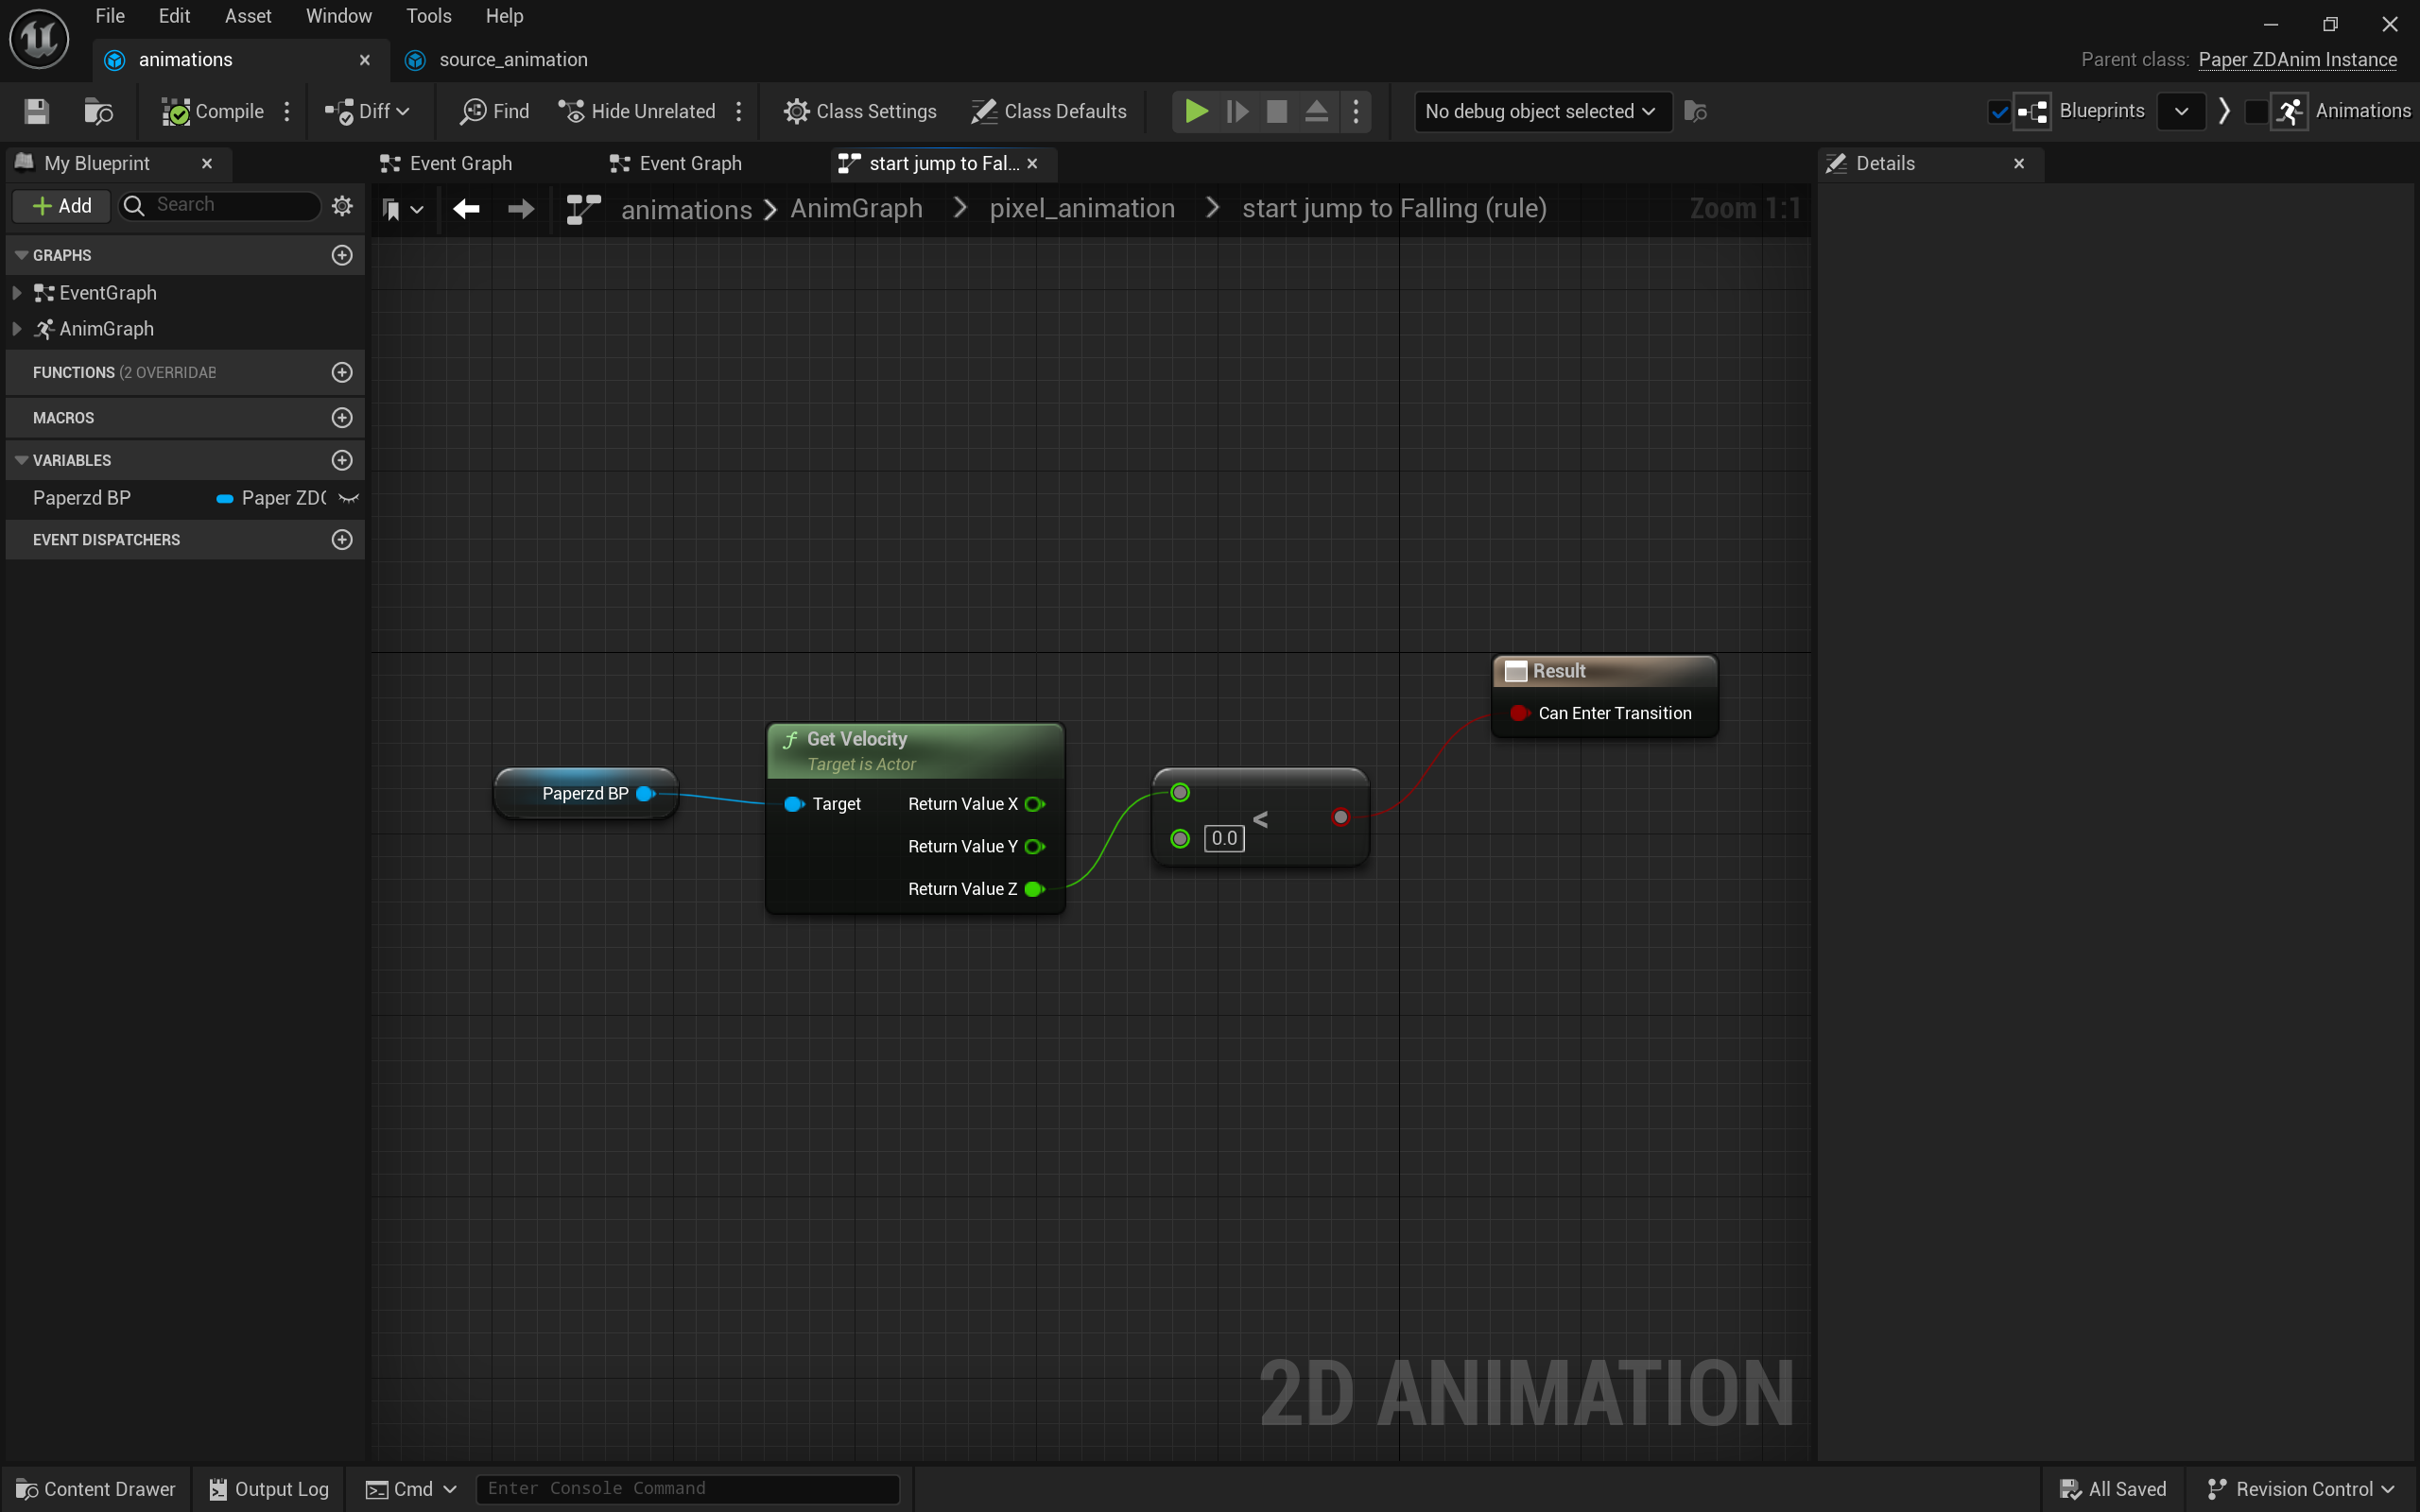 File Edit Asset Window Tools Help
animations
source_animation
Parent class: Paper ZDAnim Instance
Compile
Diff
Find
Hide Unrelated
Class Settings
Class Defaults
No debug object selected
Blueprints
Animations
My Blueprint
Event Graph
Event Graph
start jump to Fal...
Details
Add
Search
animations > AnimGraph > pixel_animation > start jump to Falling (rule)
Zoom 1:1
GRAPHS
EventGraph
AnimGraph
FUNCTIONS (2 OVERRIDAB
MACROS
VARIABLES
Paperzd BP
Paper ZD
EVENT DISPATCHERS
Result
Can Enter Transition
Get Velocity
Target is Actor
Paperzd BP
Target
Return Value X
Return Value Y
Return Value Z
0.0
<
2D ANIMATION
Content Drawer
Output Log
Cmd
Enter Console Command
All Saved
Revision Control